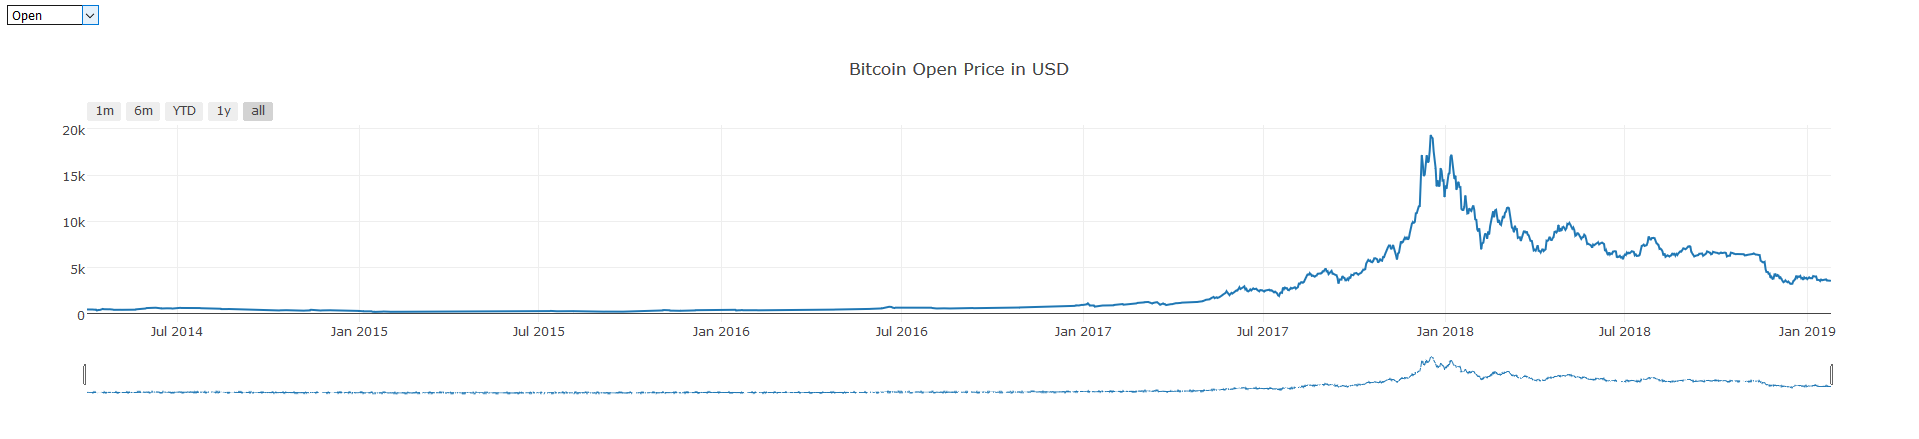 Open
Bitcoin Open Price in USD
1m 6m YTD 1y all
20k
15k
10k
5k
0
Jul 2014 Jan 2015 Jul 2015 Jan 2016 Jul 2016 Jan 2017 Jul 2017 Jan 2018 Jul 2018 Jan 2019